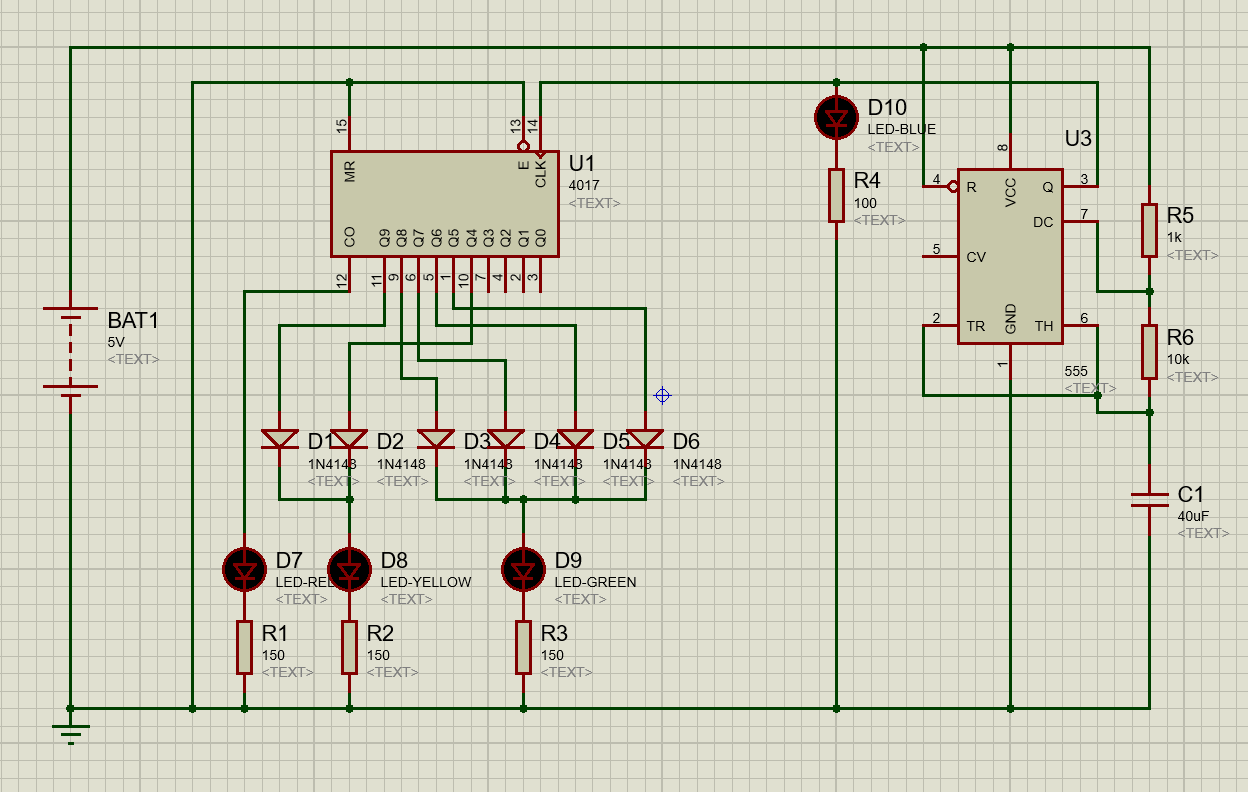 D10
LED-BLUE
<TEXT>
R4
100
<TEXT>
15
13
14
MR
E
CLK
U1
4017
<TEXT>
CO
Q9
Q8
Q7
Q6
Q5
Q4
Q3
Q2
Q1
Q0
12
11
9
6
5
1
10
7
4
2
3
U3
8
4
R
VCC
Q
3
DC
7
5
CV
2
TR
GND
TH
6
1
555
<TEXT>
R5
1k
<TEXT>
R6
10k
<TEXT>
C1
40uF
<TEXT>
BAT1
5V
<TEXT>
D1
1N4148
<TEXT>
D2
1N4148
<TEXT>
D3
1N4148
<TEXT>
D4
1N4148
<TEXT>
D5
1N4148
<TEXT>
D6
1N4148
<TEXT>
D7
LED-RED
<TEXT>
D8
LED-YELLOW
<TEXT>
D9
LED-GREEN
<TEXT>
R1
150
<TEXT>
R2
150
<TEXT>
R3
150
<TEXT>